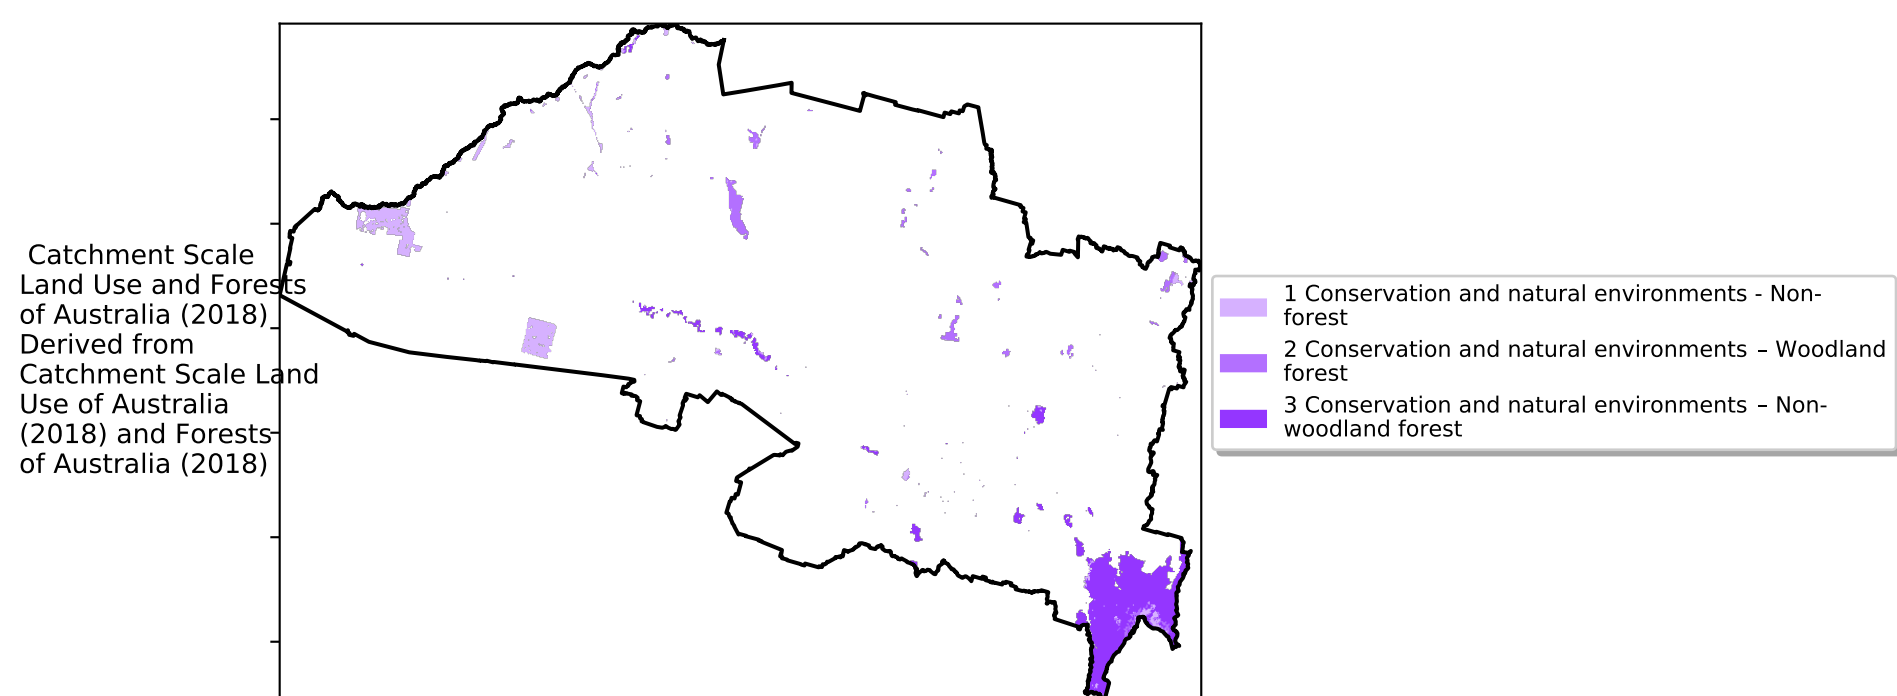 Catchment Scale
Land Use and Forests
of Australia (2018)
Derived from
Catchment Scale Land
Use of Australia
(2018) and Forests
of Australia (2018)
1 Conservation and natural environments - Non-
forest
2 Conservation and natural environments – Woodland
forest
3 Conservation and natural environments – Non-
woodland forest